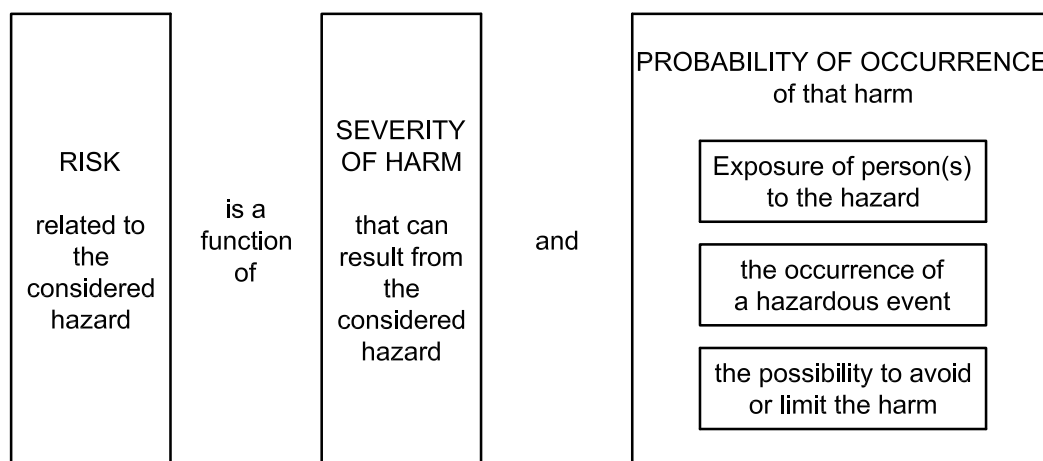 RISK
related to
the
considered
hazard
is a
function
of
SEVERITY
OF HARM
that can
result from
the
considered
hazard
and
PROBABILITY OF OCCURRENCE
of that harm
Exposure of person(s)
to the hazard
the occurrence of
a hazardous event
the possibility to avoid
or limit the harm